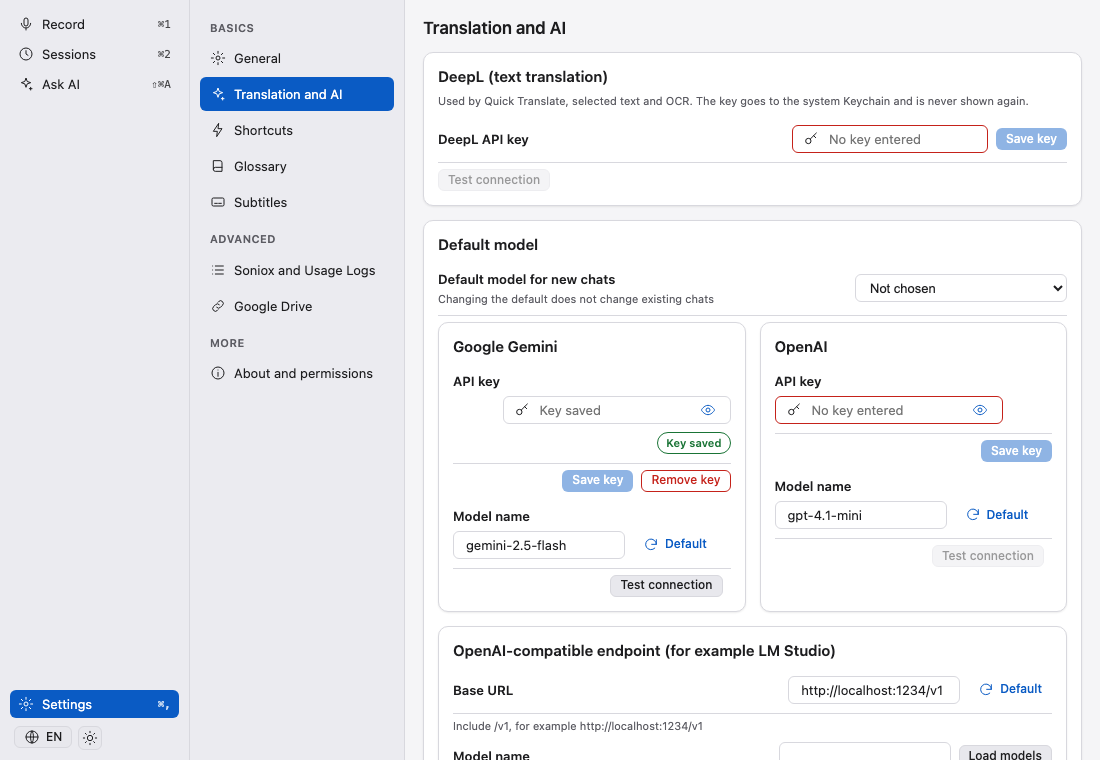 Record ⌘1
Sessions ⌘2
Ask AI ⇧⌘A
Settings ⌘,
EN
BASICS
General
Translation and AI
Shortcuts
Glossary
Subtitles
ADVANCED
Soniox and Usage Logs
Google Drive
MORE
About and permissions
Translation and AI
DeepL (text translation)
Used by Quick Translate, selected text and OCR. The key goes to the system Keychain and is never shown again.
DeepL API key No key entered Save key
Test connection
Default model
Default model for new chats
Changing the default does not change existing chats
Not chosen
Google Gemini
API key
Key saved
Key saved
Save key Remove key
Model name
gemini-2.5-flash Default
Test connection
OpenAI
API key
No key entered
Save key
Model name
gpt-4.1-mini Default
Test connection
OpenAI-compatible endpoint (for example LM Studio)
Base URL http://localhost:1234/v1 Default
Include /v1, for example http://localhost:1234/v1
Model name Load models